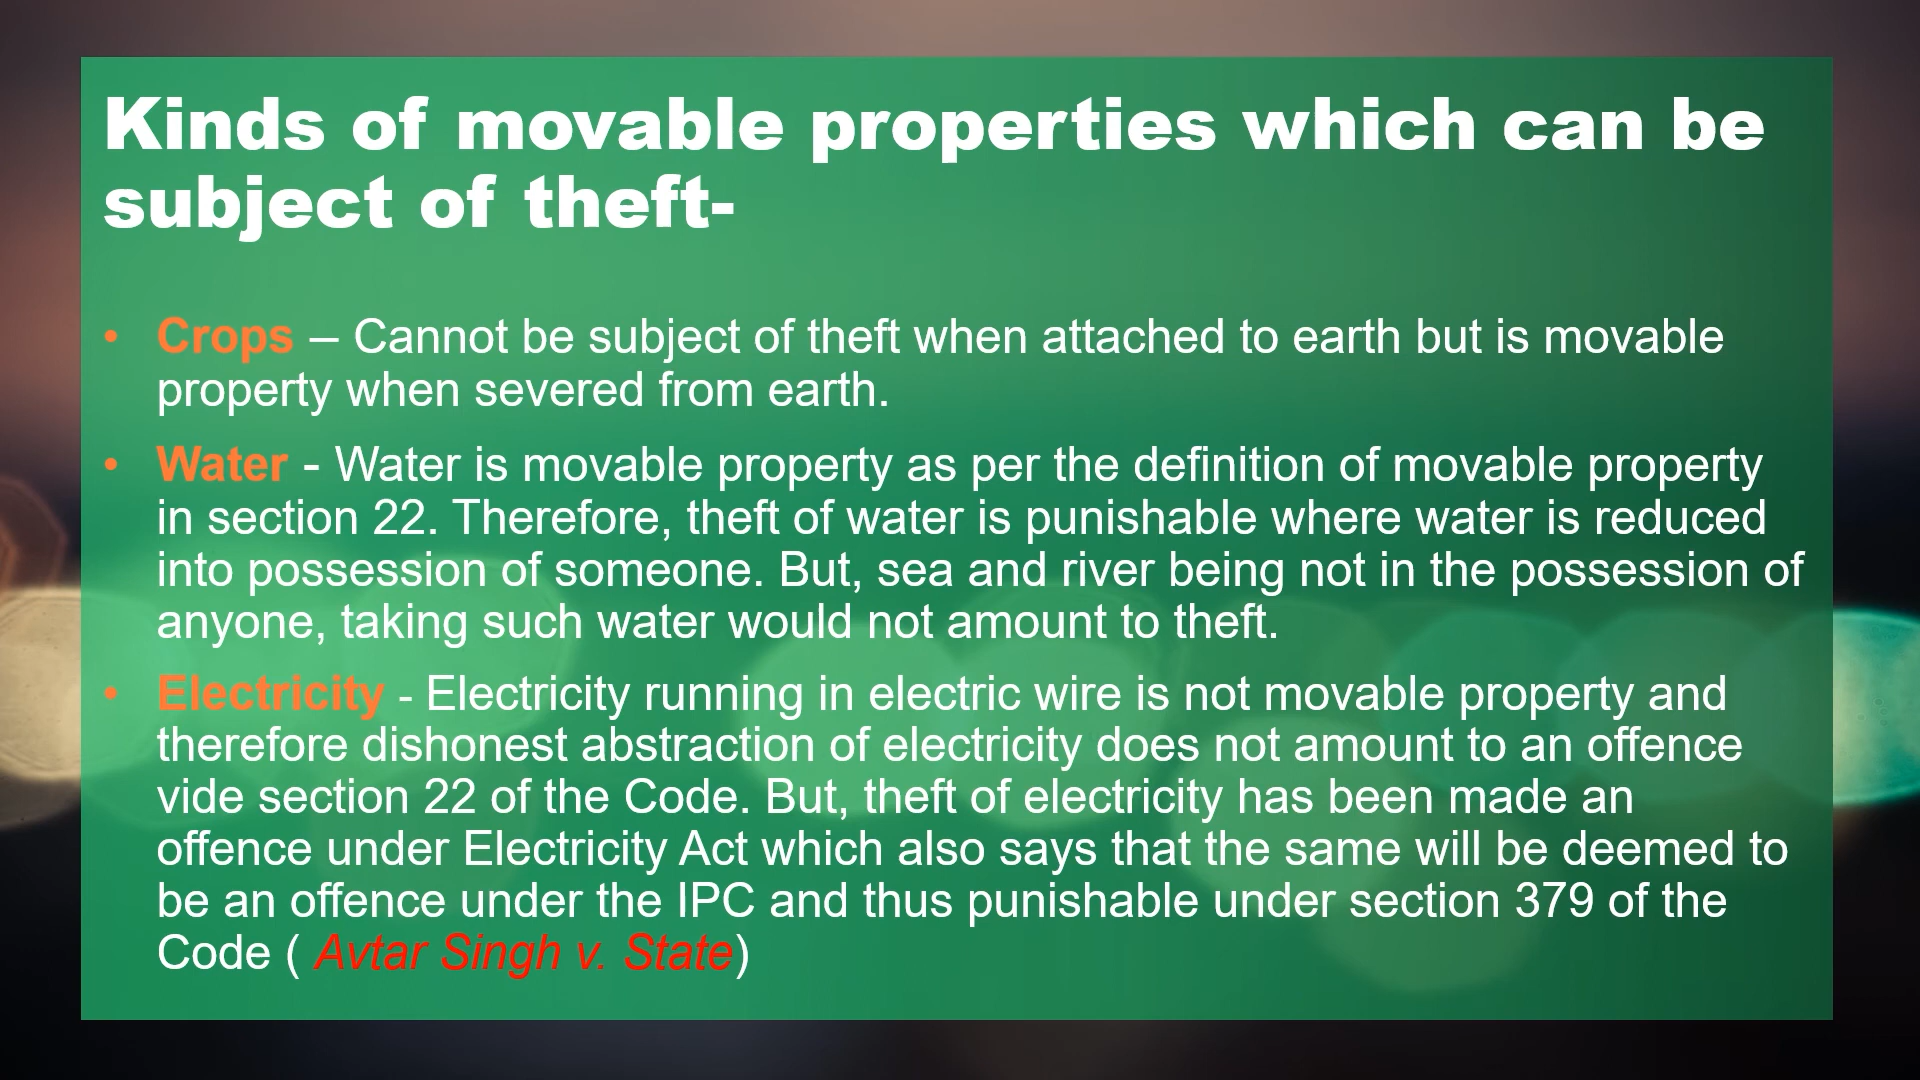 Kinds of movable properties which can be
subject of theft-
• Crops – Cannot be subject of theft when attached to earth but is movable
property when severed from earth.
• Water - Water is movable property as per the definition of movable property
in section 22. Therefore, theft of water is punishable where water is reduced
into possession of someone. But, sea and river being not in the possession of
anyone, taking such water would not amount to theft.
• Electricity - Electricity running in electric wire is not movable property and
therefore dishonest abstraction of electricity does not amount to an offence
vide section 22 of the Code. But, theft of electricity has been made an
offence under Electricity Act which also says that the same will be deemed to
be an offence under the IPC and thus punishable under section 379 of the
Code ( Avtar Singh v. State)